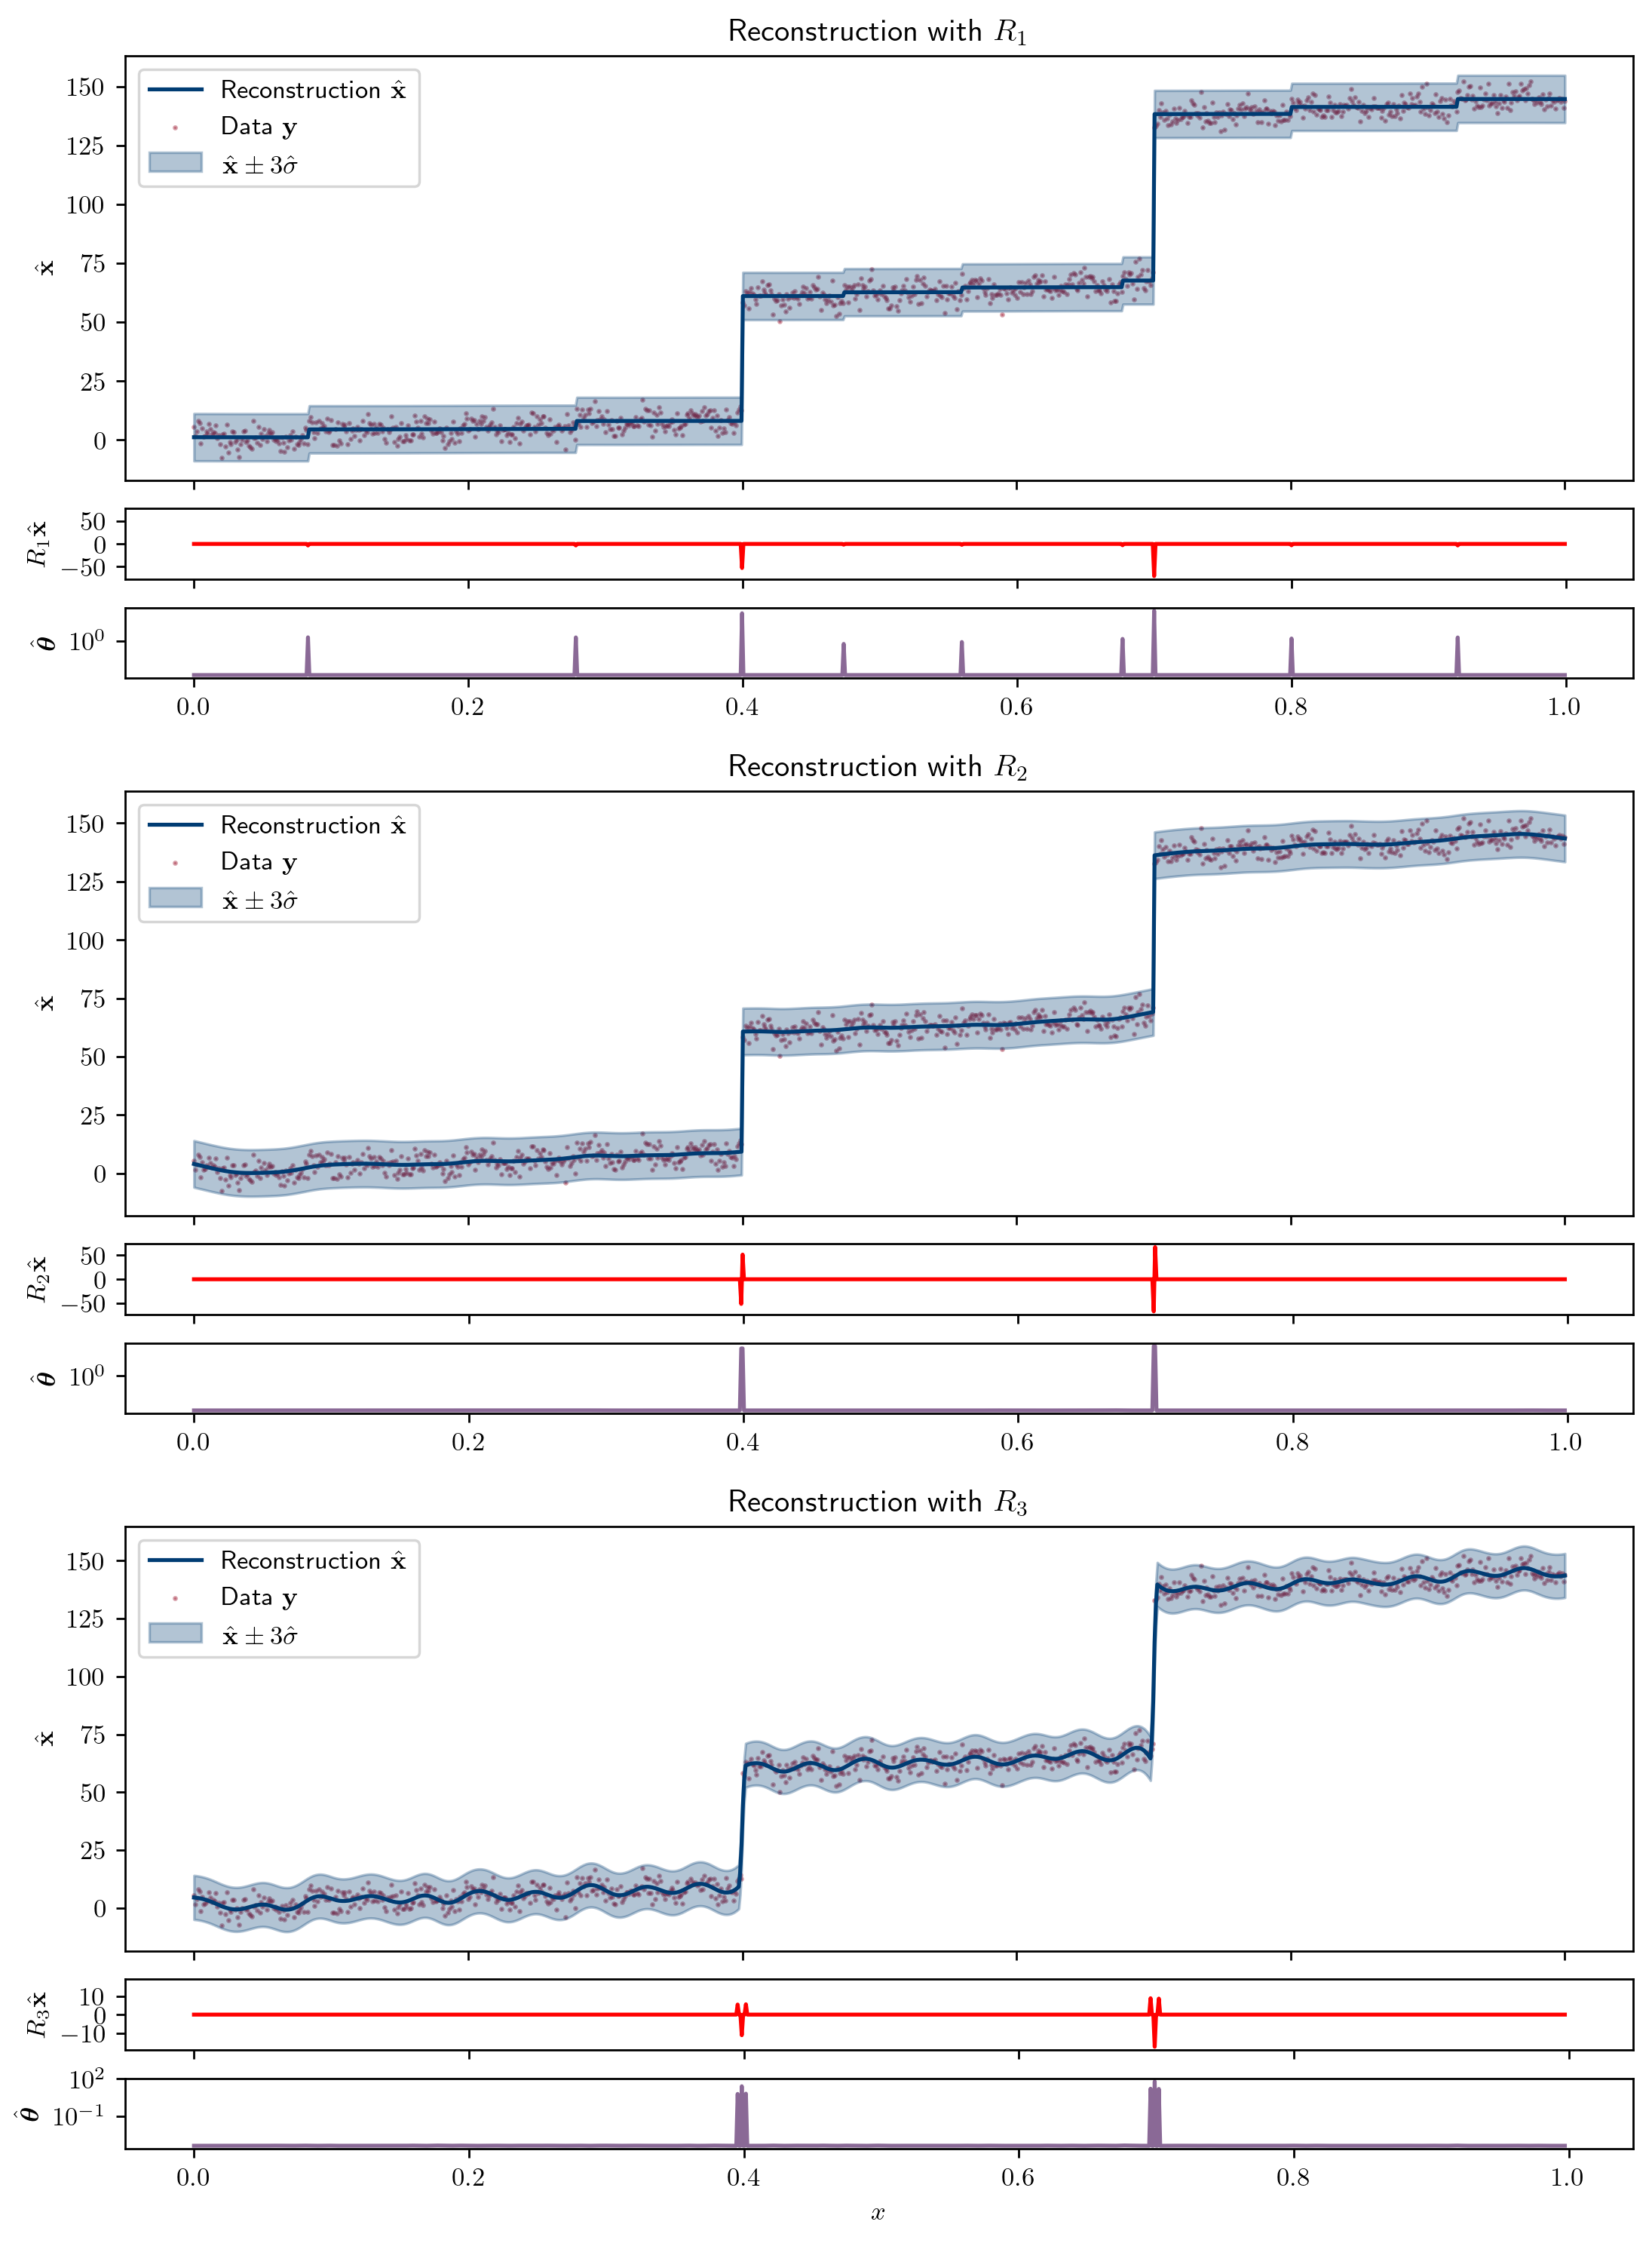 Reconstruction with R₁
Reconstruction x̂
Data y
x̂ ± 3σ̂
x̂
150
125
100
75
50
25
0
R₁x̂
50
0
−50
θ̂
10⁰
0.0 0.2 0.4 0.6 0.8 1.0
Reconstruction with R₂
Reconstruction x̂
Data y
x̂ ± 3σ̂
x̂
150
125
100
75
50
25
0
R₂x̂
50
0
−50
θ̂
10⁰
0.0 0.2 0.4 0.6 0.8 1.0
Reconstruction with R₃
Reconstruction x̂
Data y
x̂ ± 3σ̂
x̂
150
125
100
75
50
25
0
R₃x̂
10
0
−10
θ̂
10²
10⁻¹
0.0 0.2 0.4 0.6 0.8 1.0
x